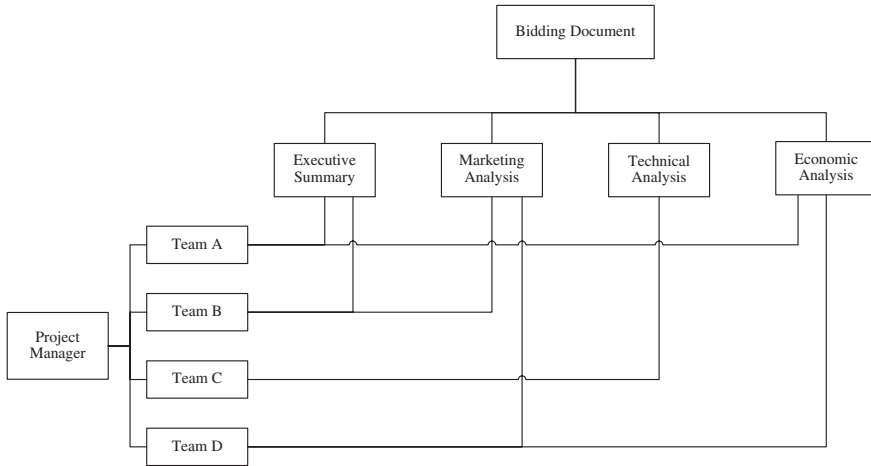 Bidding Document
Executive
Summary
Marketing
Analysis
Technical
Analysis
Economic
Analysis
Team A
Team B
Project
Manager
Team C
Team D